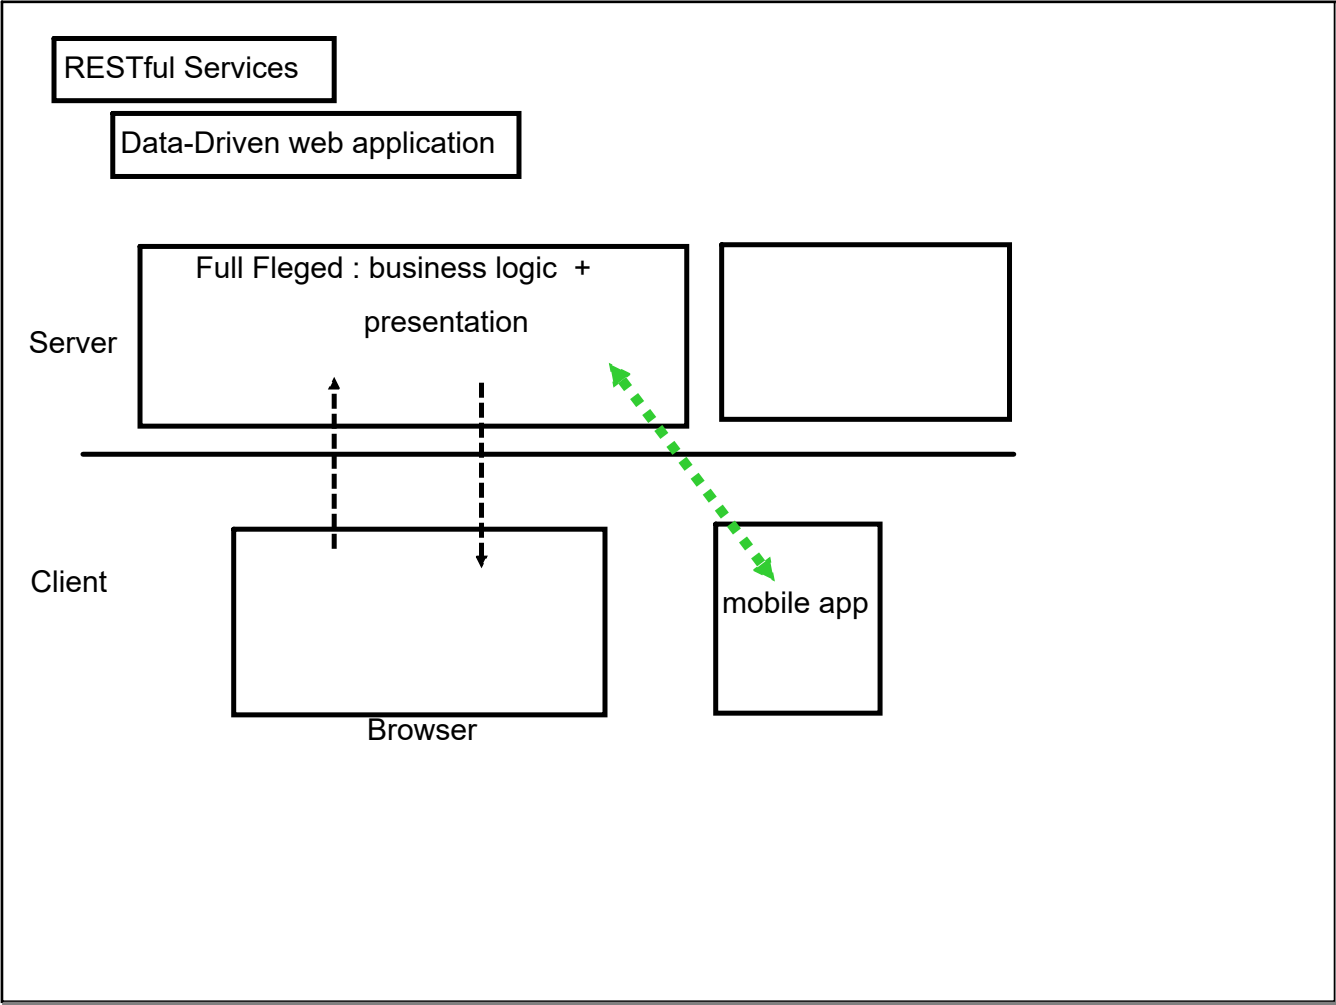 RESTful Services
Data-Driven web application
Full Fleged : business logic +
presentation
Server
Client
mobile app
Browser